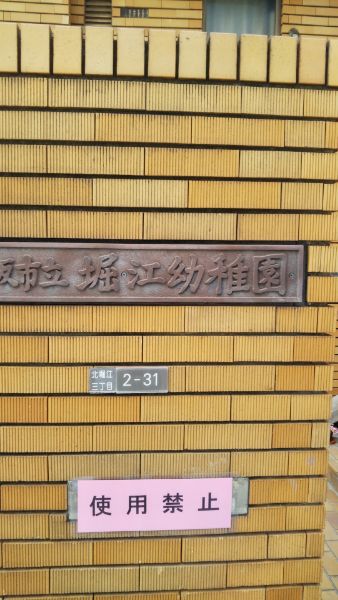 阪市立 堀江幼稚園
北堀江
三丁目
2-31
使用禁止